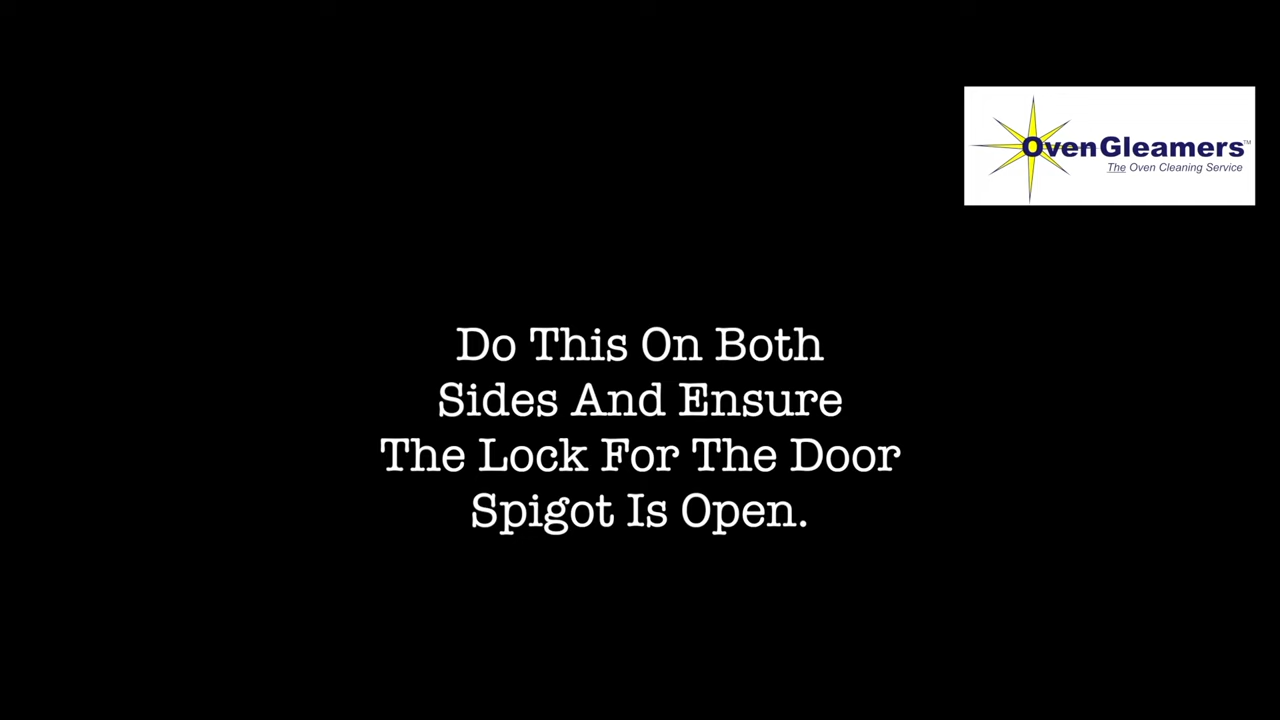 OvenGleamers™
The Oven Cleaning Service
Do This On Both
Sides And Ensure
The Lock For The Door
Spigot Is Open.